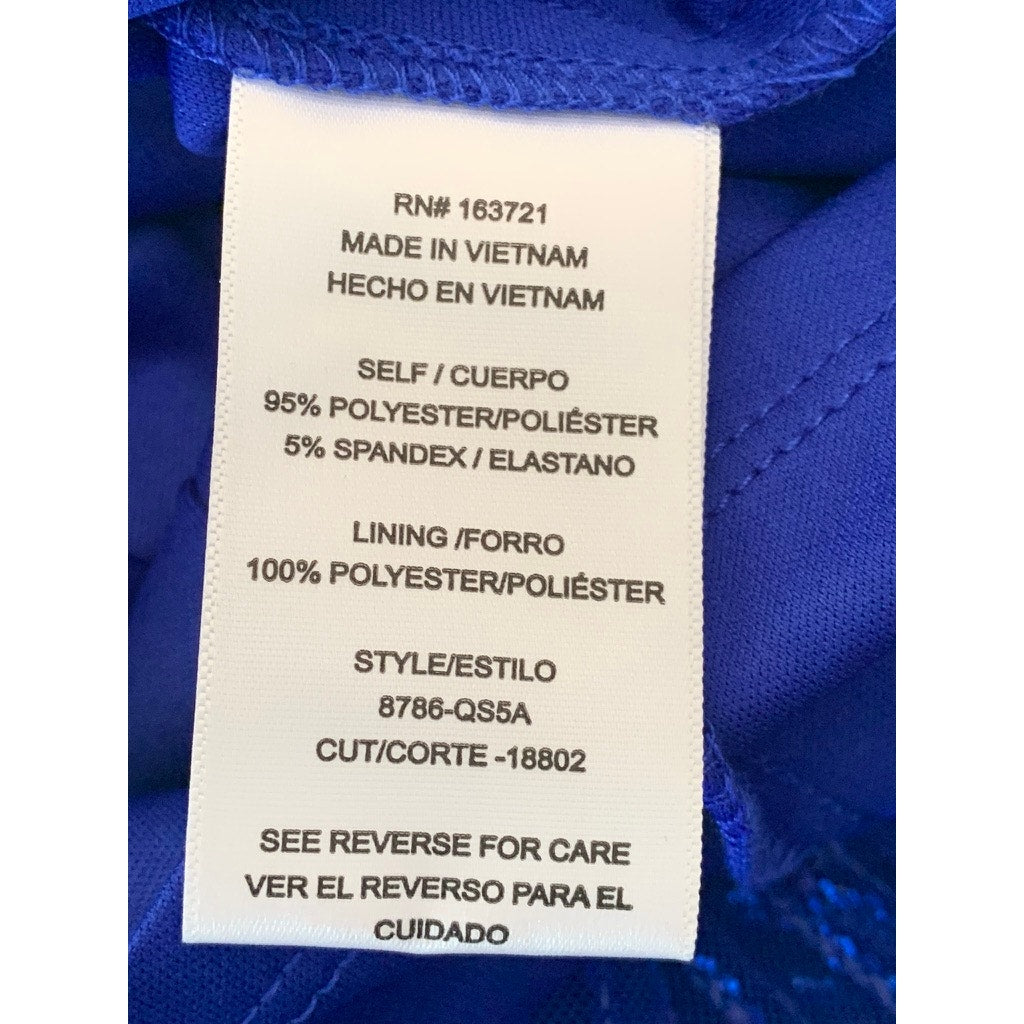 RN# 163721
MADE IN VIETNAM
HECHO EN VIETNAM
SELF / CUERPO
95% POLYESTER/POLIÉSTER
5% SPANDEX / ELASTANO
LINING /FORRO
100% POLYESTER/POLIÉSTER
STYLE/ESTILO
8786-QS5A
CUT/CORTE -18802
SEE REVERSE FOR CARE
VER EL REVERSO PARA EL
CUIDADO